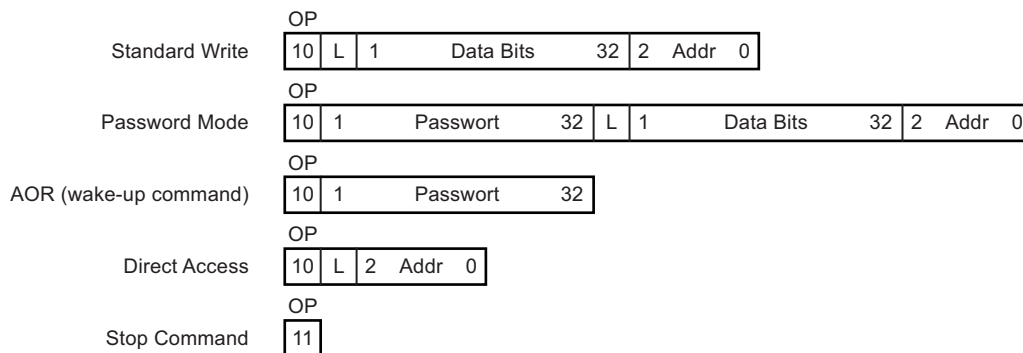 OP
Standard Write 10 L 1 Data Bits 32 2 Addr 0
OP
Password Mode 10 1 Passwort 32 L 1 Data Bits 32 2 Addr 0
OP
AOR (wake-up command) 10 1 Passwort 32
OP
Direct Access 10 L 2 Addr 0
OP
Stop Command 11